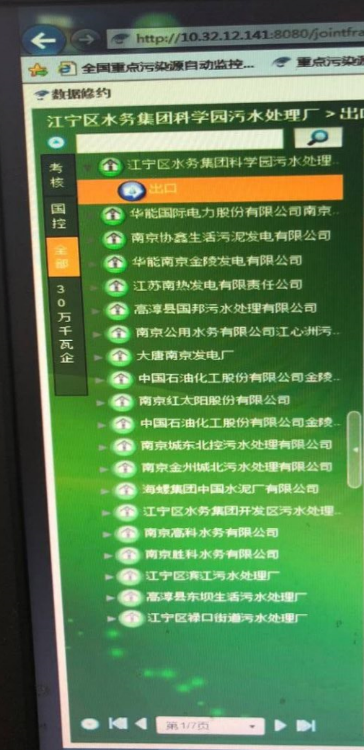 http://10.32.12.141:8080/jointfra
全国重点污染源自动监控... 重点污染源
数据修约
江宁区水务集团科学园污水处理厂 > 出口
考核
国控
全部
30万千瓦企
江宁区水务集团科学园污水处理..
出口
华能国际电力股份有限公司南京..
南京协鑫生活污泥发电有限公司
华能南京金陵发电有限公司
江苏南热发电有限责任公司
高淳县国邦污水处理有限公司
南京公用水务有限公司江心洲污..
大唐南京发电厂
中国石油化工股份有限公司金陵..
南京红太阳股份有限公司
中国石油化工股份有限公司金陵..
南京城东北控污水处理有限公司
南京金州城北污水处理有限公司
海螺集团中国水泥厂有限公司
江宁区水务集团开发区污水处理..
南京高科水务有限公司
南京胜科水务有限公司
江宁区滨江污水处理厂
高淳县东坝生活污水处理厂
江宁区禄口街道污水处理厂
第1/7页